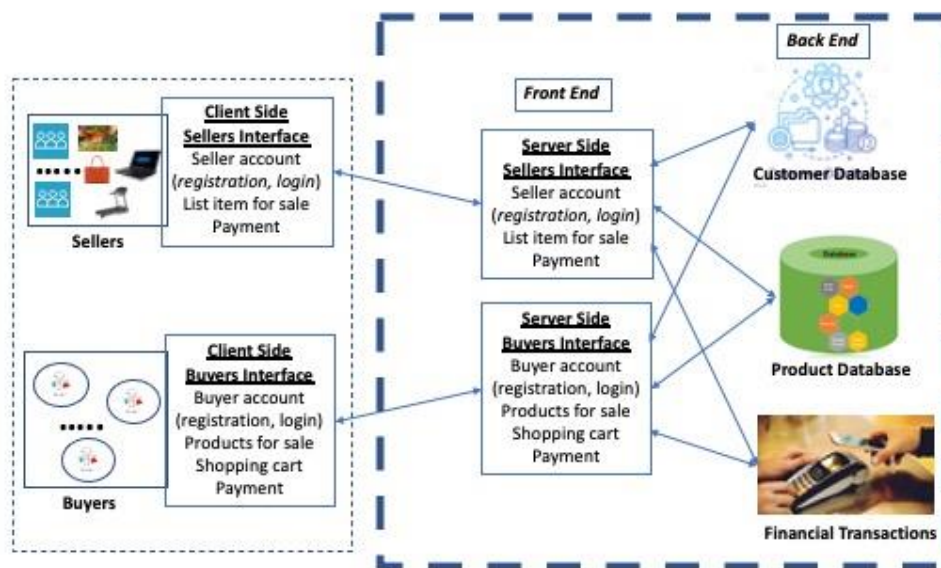 Back End
Front End
Client Side
Sellers Interface
Seller account
(registration, login)
List item for sale
Payment
Sellers
Server Side
Sellers Interface
Seller account
(registration, login)
List item for sale
Payment
Customer Database
Client Side
Buyers Interface
Buyer account
(registration, login)
Products for sale
Shopping cart
Payment
Buyers
Server Side
Buyers Interface
Buyer account
(registration, login)
Products for sale
Shopping cart
Payment
Database
Product Database
Financial Transactions